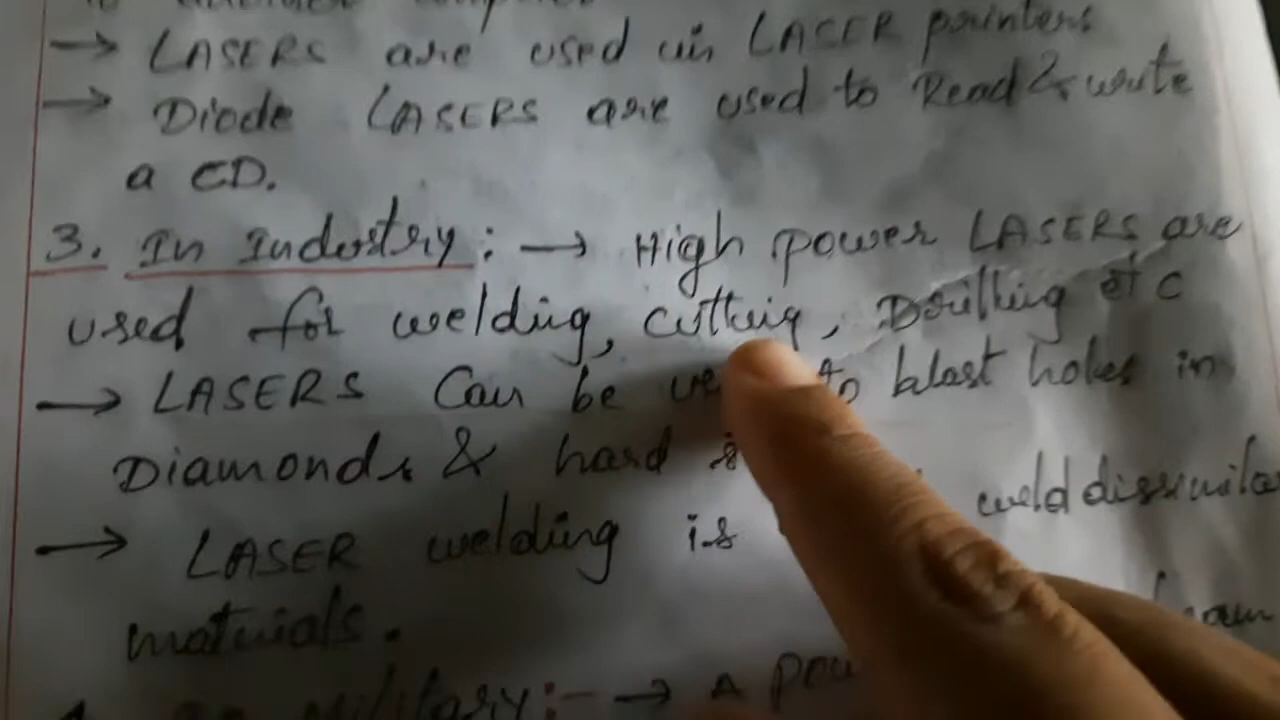 → LASERS are used in LASER printers
→ Diode LASERS are used to Read & write
a CD.
3. In Industry :→ High power LASERS are
used for welding, cutting, Drilling etc
→ LASERS Can be to blast holes in
Diamonds & hard
→ LASER welding is weld dissimilar
materials.
Military:- → A